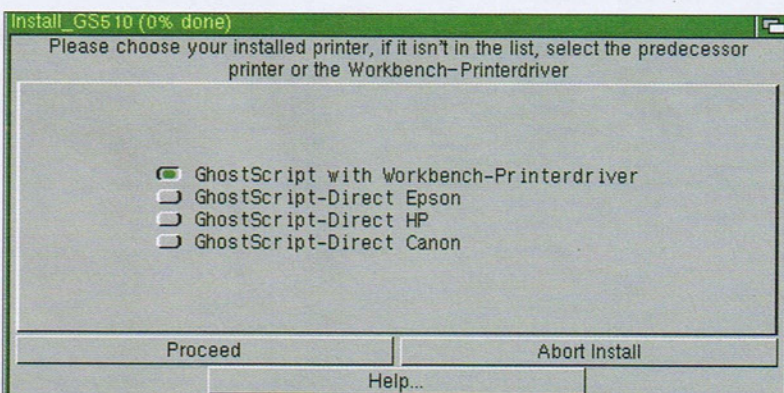 Install_GS510 (0% done)
Please choose your installed printer, if it isn't in the list, select the predecessor
printer or the Workbench-Printerdriver
GhostScript with Workbench-Printerdriver
GhostScript-Direct Epson
GhostScript-Direct HP
GhostScript-Direct Canon
Proceed
Abort Install
Help...